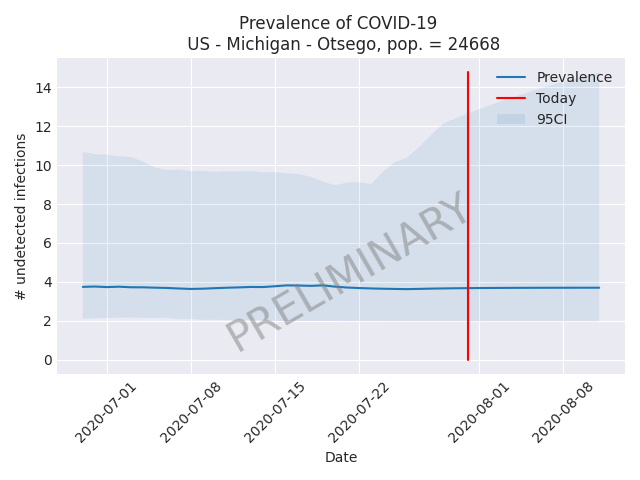 Prevalence of COVID-19
US - Michigan - Otsego, pop. = 24668
# undetected infections
14
12
10
8
6
4
2
0
Prevalence
Today
95CI
PRELIMINARY
2020-07-01
2020-07-08
2020-07-15
2020-07-22
2020-08-01
2020-08-08
Date